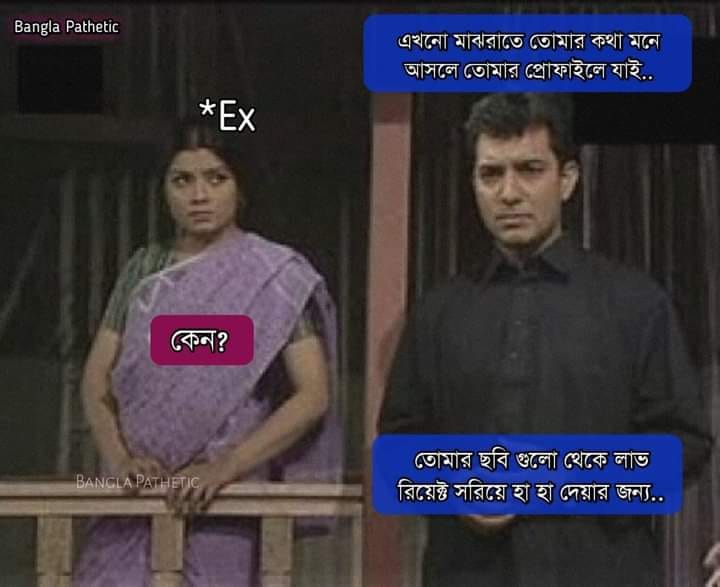 Bangla Pathetic
এখনো মাঝরাতে তোমার কথা মনে
আসলে তোমার প্রোফাইলে যাই..
*Ex
কেন?
তোমার ছবি গুলো থেকে লাভ
রিয়েক্ট সরিয়ে হা হা দেয়ার জন্য..
BANGLA PATHETIC